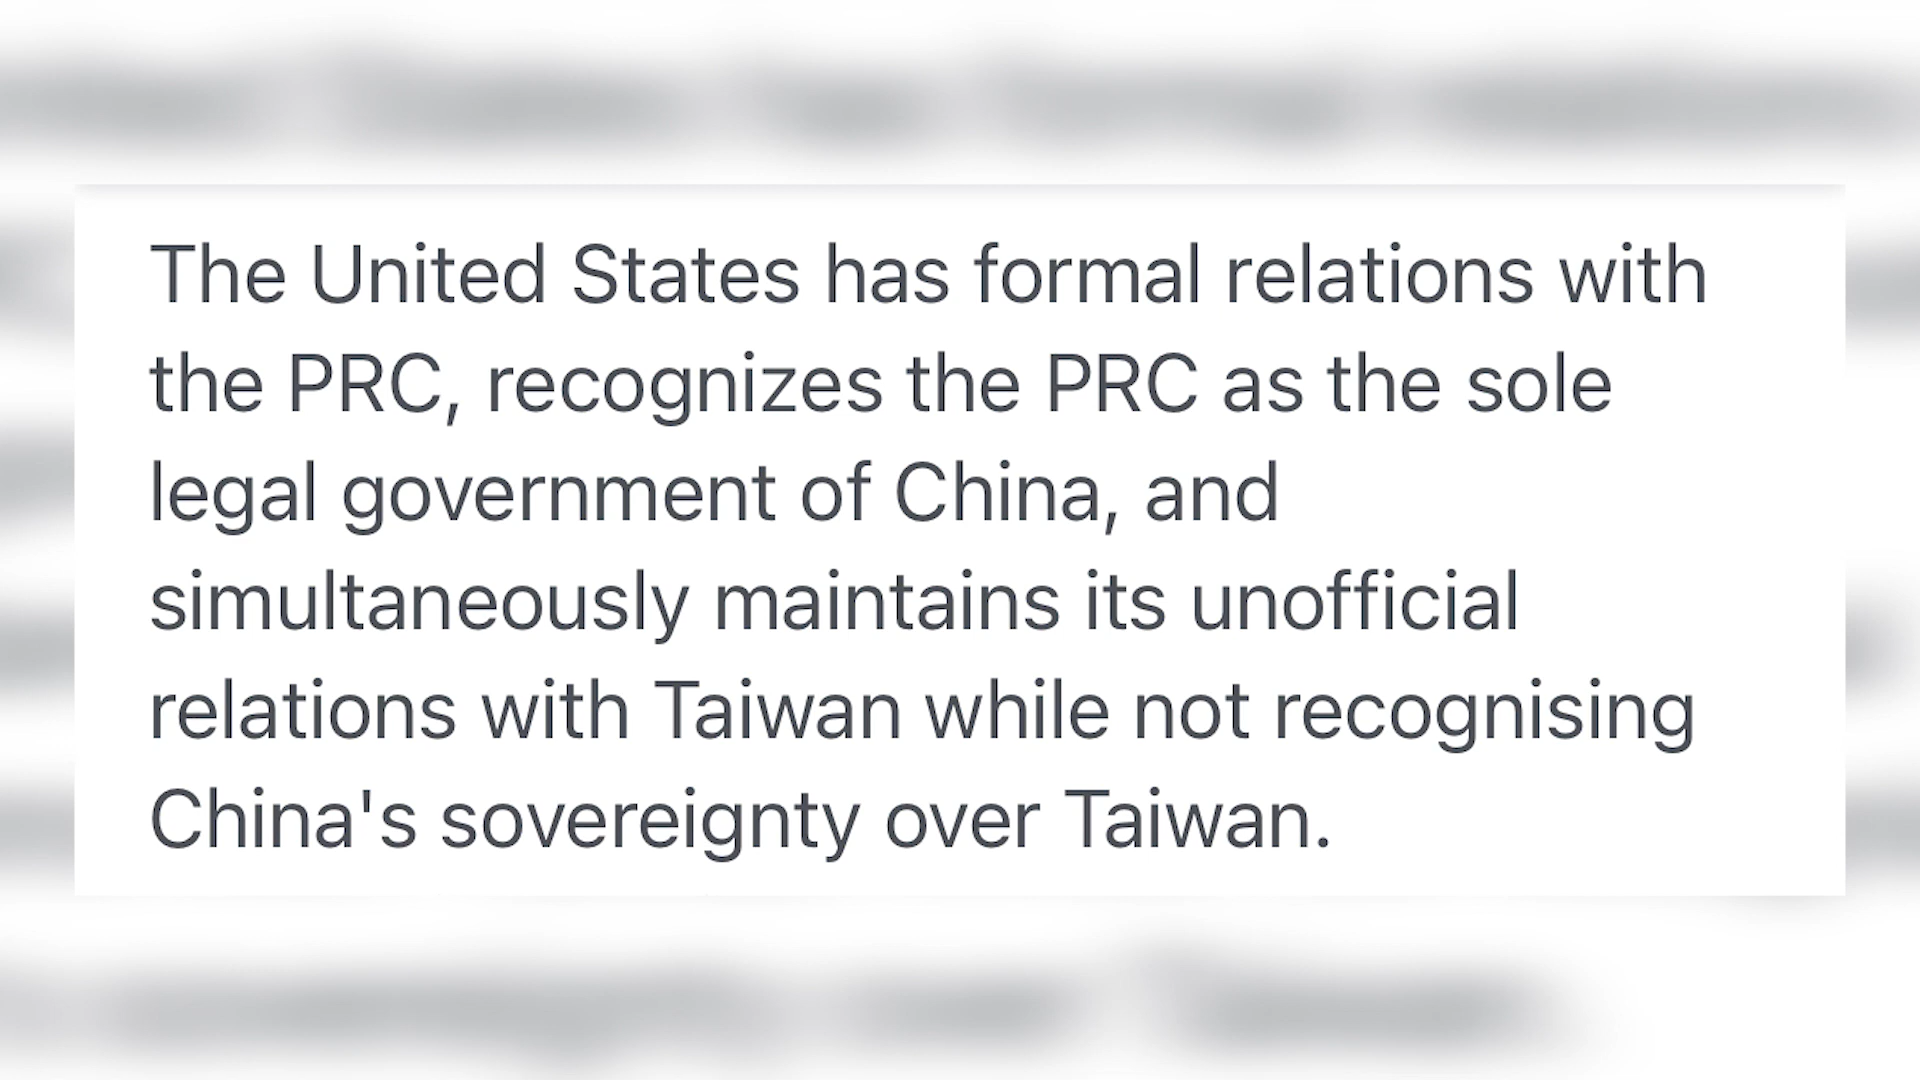 The United States has formal relations with
the PRC, recognizes the PRC as the sole
legal government of China, and
simultaneously maintains its unofficial
relations with Taiwan while not recognising
China's sovereignty over Taiwan.